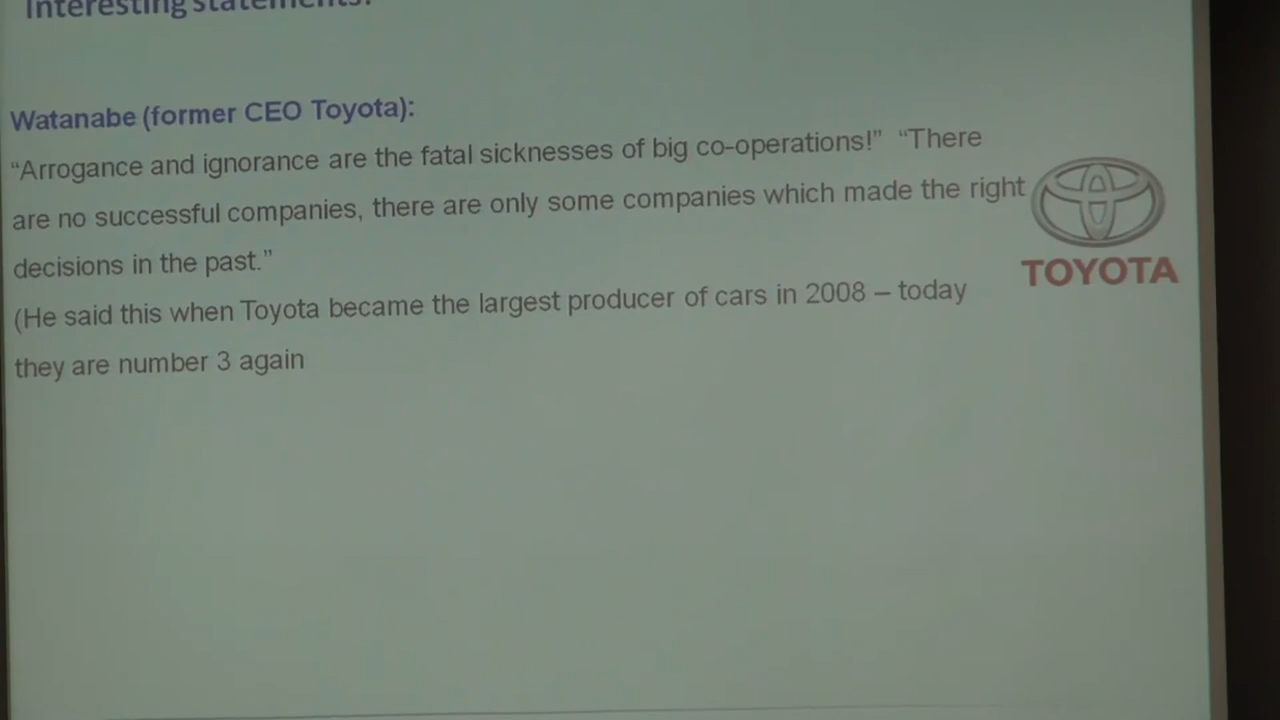 Interesting statements:
Watanabe (former CEO Toyota):
“Arrogance and ignorance are the fatal sicknesses of big co-operations!” “There
are no successful companies, there are only some companies which made the right
decisions in the past.”
(He said this when Toyota became the largest producer of cars in 2008 – today
they are number 3 again
TOYOTA